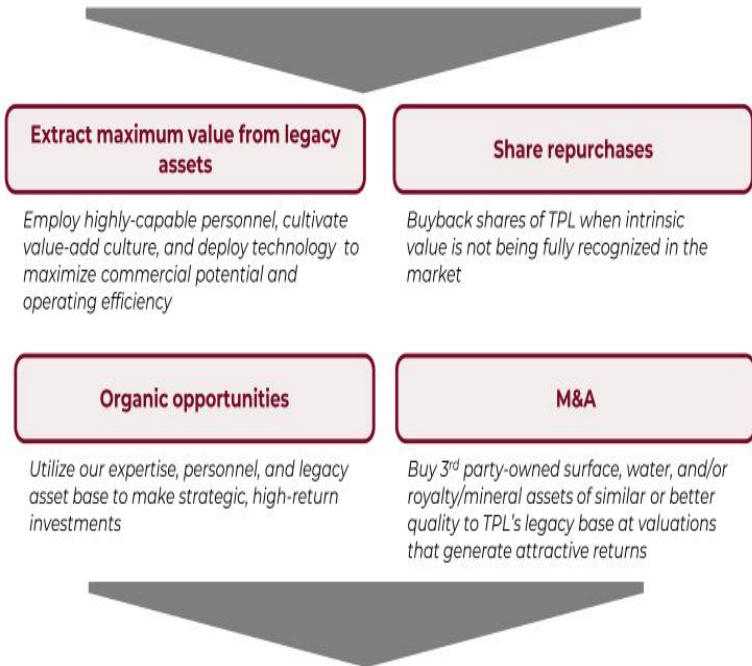 Extract maximum value from legacy
assets
Employ highly-capable personnel, cultivate
value-add culture, and deploy technology to
maximize commercial potential and
operating efficiency
Share repurchases
Buyback shares of TPL when intrinsic
value is not being fully recognized in the
market
Organic opportunities
Utilize our expertise, personnel, and legacy
asset base to make strategic, high-return
investments
M&A
Buy 3rd party-owned surface, water, and/or
royalty/mineral assets of similar or better
quality to TPL's legacy base at valuations
that generate attractive returns